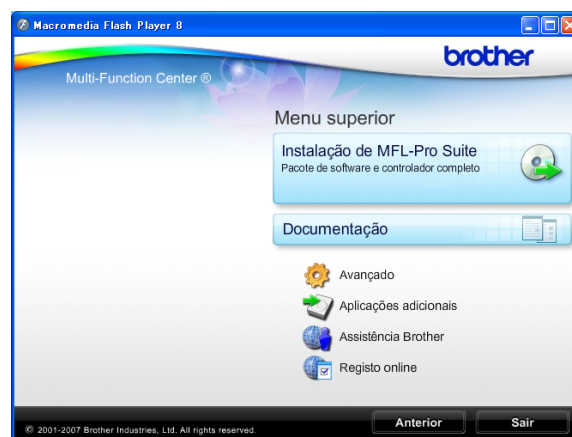 Macromedia Flash Player 8
brother
Multi-Function Center ®
Menu superior
Instalação de MFL-Pro Suite
Pacote de software e controlador completo
Documentação
Avançado
Aplicações adicionais
Assistência Brother
Registo online
© 2001-2007 Brother Industries, Ltd. All rights reserved.
Anterior
Sair